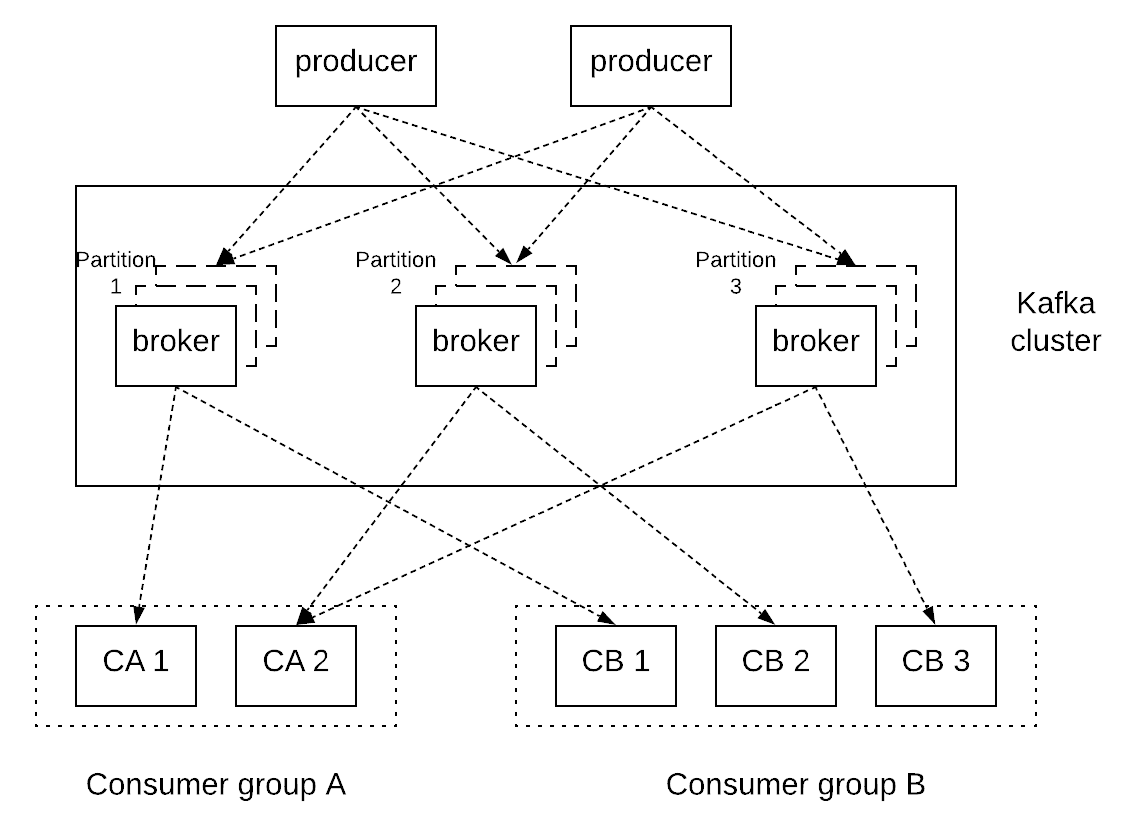 producer
producer
Partition
1
Partition
2
Partition
3
broker
broker
broker
Kafka
cluster
CA 1
CA 2
CB 1
CB 2
CB 3
Consumer group A
Consumer group B